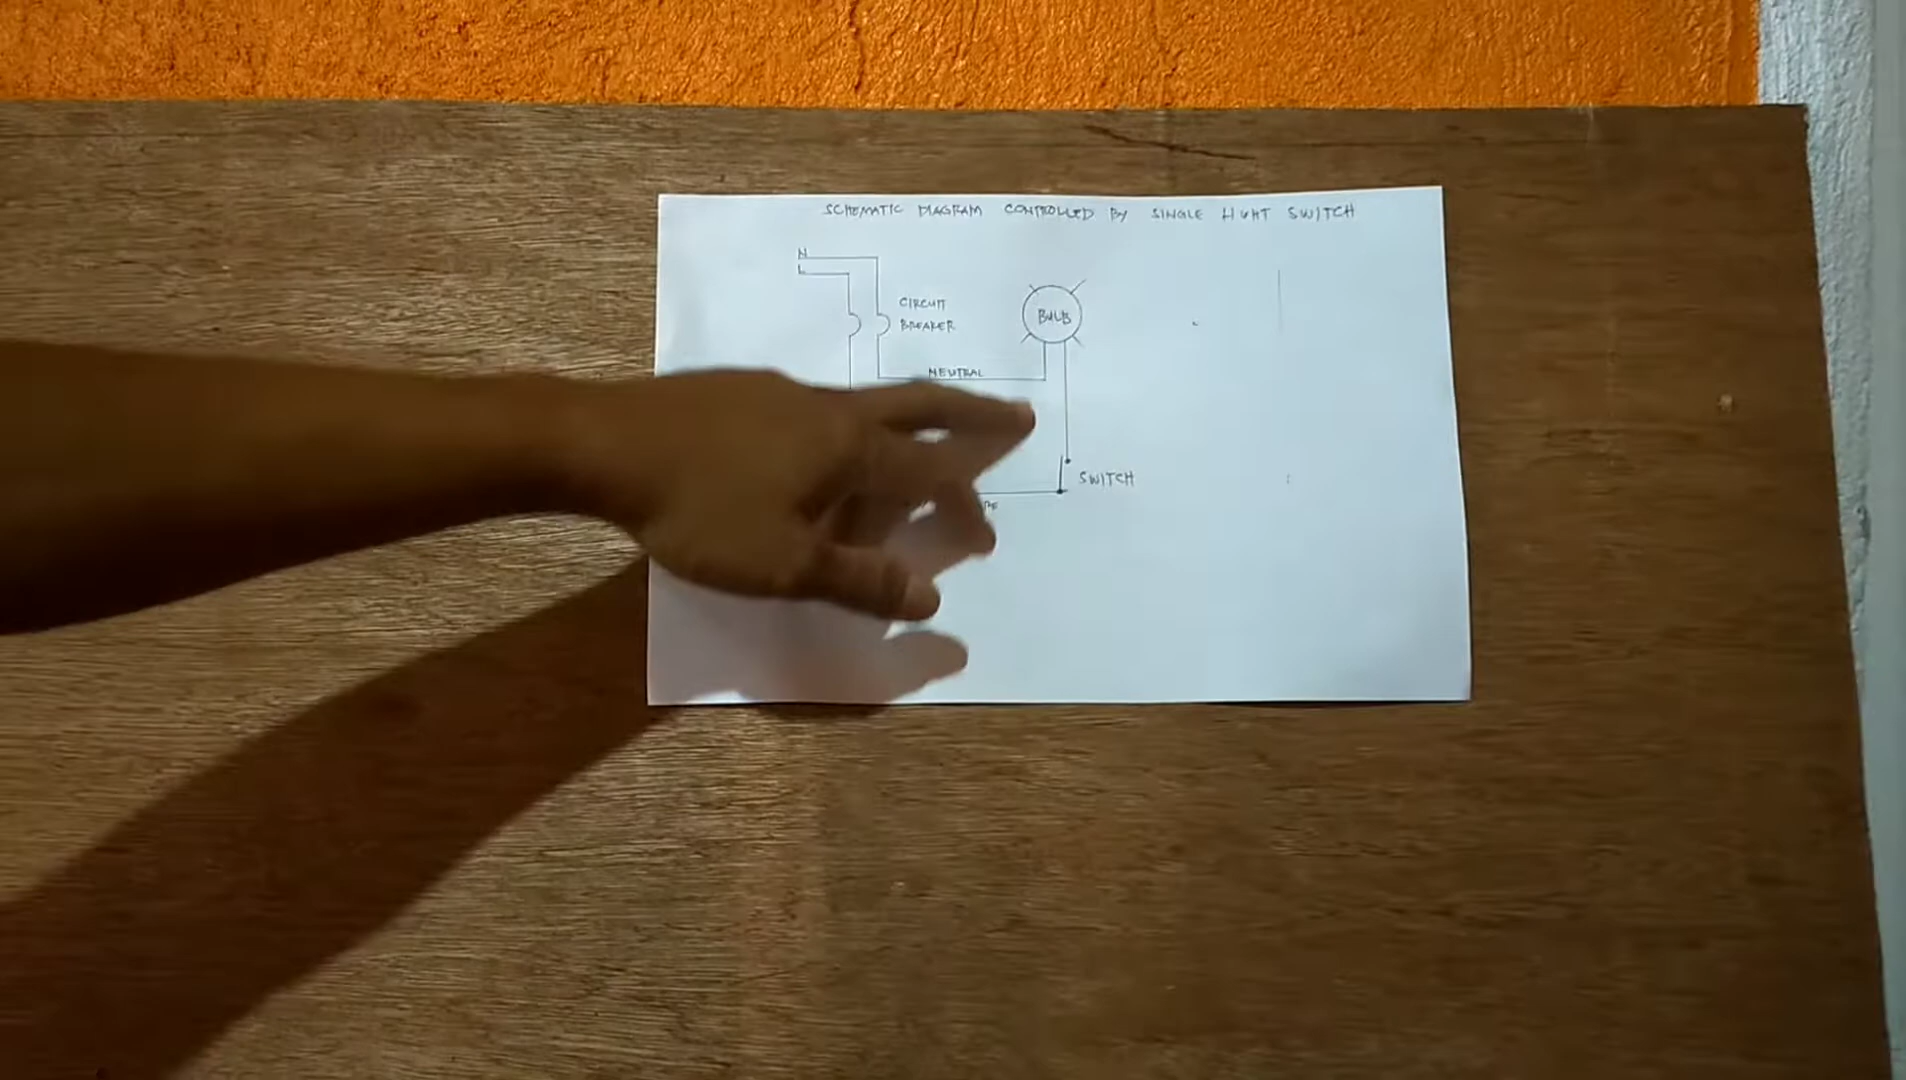 SCHEMATIC DIAGRAM CONTROLLED BY SINGLE LIGHT SWITCH
N
L
CIRCUIT
BREAKER
BULB
NEUTRAL
SWITCH